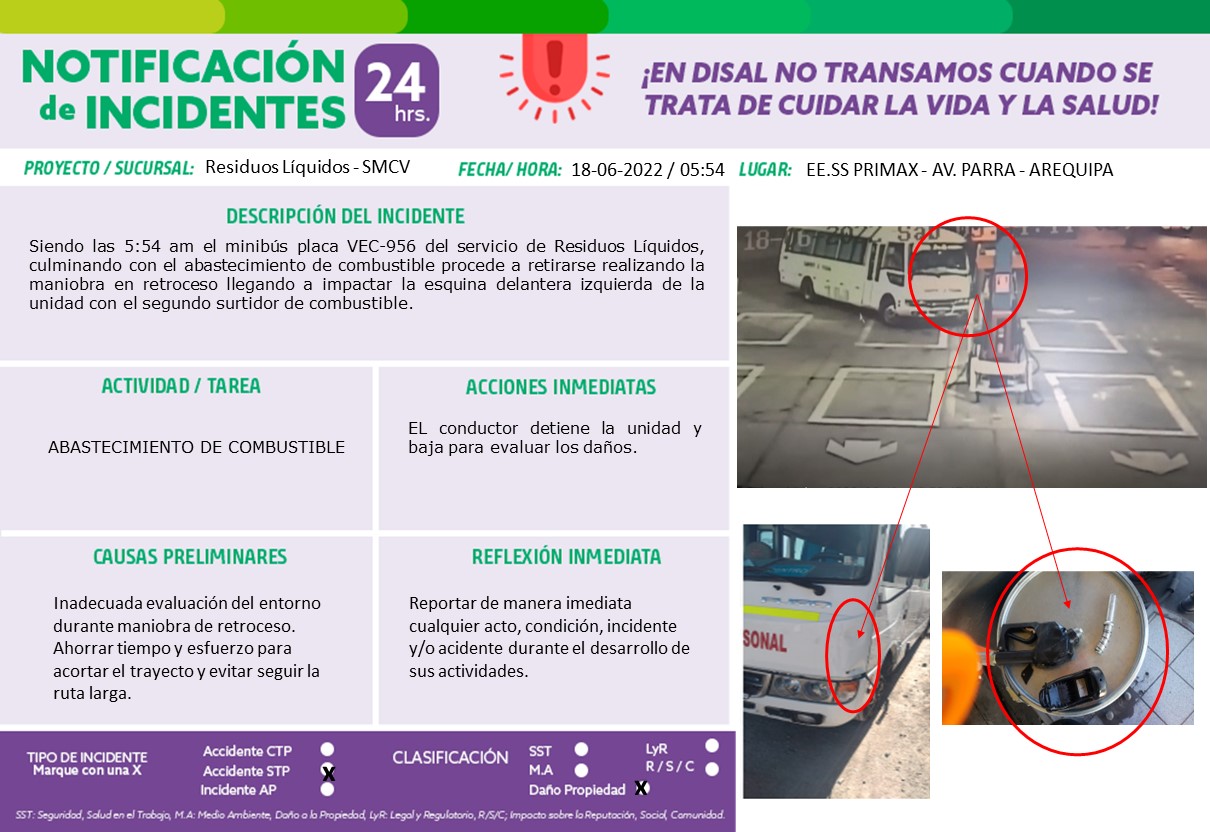 NOTIFICACIÓN
de INCIDENTES
24
hrs.
¡EN DISAL NO TRANSAMOS CUANDO SE
TRATA DE CUIDAR LA VIDA Y LA SALUD!
PROYECTO / SUCURSAL: Residuos Líquidos - SMCV FECHA/ HORA: 18-06-2022 / 05:54 LUGAR: EE.SS PRIMAX - AV. PARRA - AREQUIPA
DESCRIPCIÓN DEL INCIDENTE
Siendo las 5:54 am el minibús placa VEC-956 del servicio de Residuos Líquidos,
culminando con el abastecimiento de combustible procede a retirarse realizando la
maniobra en retroceso llegando a impactar la esquina delantera izquierda de la
unidad con el segundo surtidor de combustible.
ACTIVIDAD / TAREA
ABASTECIMIENTO DE COMBUSTIBLE
ACCIONES INMEDIATAS
EL conductor detiene la unidad y
baja para evaluar los daños.
CAUSAS PRELIMINARES
Inadecuada evaluación del entorno
durante maniobra de retroceso.
Ahorrar tiempo y esfuerzo para
acortar el trayecto y evitar seguir la
ruta larga.
REFLEXIÓN INMEDIATA
Reportar de manera imediata
cualquier acto, condición, incidente
y/o acidente durante el desarrollo de
sus actividades.
TIPO DE INCIDENTE
Marque con una X
Accidente CTP
Accidente STP X
Incidente AP
CLASIFICACIÓN
SST
M.A
Daño Propiedad X
LyR
R/S/C
SST: Seguridad, Salud en el Trabajo, M.A: Medio Ambiente, Daño a la Propiedad, LyR: Legal y Regulatorio, R/S/C; Impacto sobre la Reputación, Social, Comunidad.
SONAL